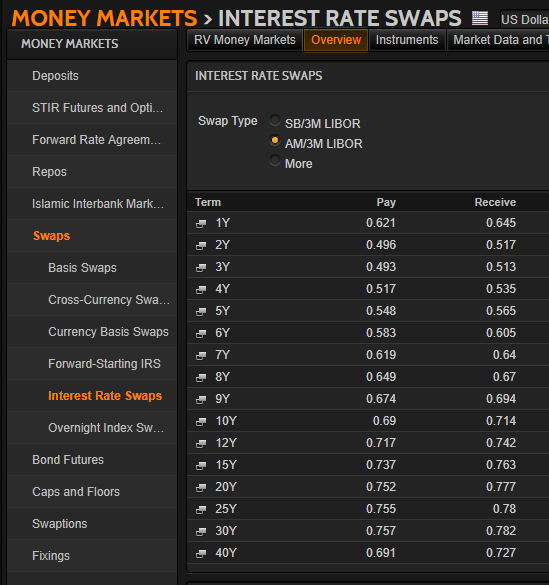 MONEY MARKETS › INTEREST RATE SWAPS US Dolla
MONEY MARKETS
RV Money Markets Overview Instruments Market Data and T
Deposits
STIR Futures and Opti...
Forward Rate Agreem...
Repos
Islamic Interbank Mark...
Swaps
Basis Swaps
Cross-Currency Swa...
Currency Basis Swaps
Forward-Starting IRS
Interest Rate Swaps
Overnight Index Sw...
Bond Futures
Caps and Floors
Swaptions
Fixings
INTEREST RATE SWAPS
Swap Type SB/3M LIBOR
AM/3M LIBOR
More
Term Pay Receive
1Y 0.621 0.645
2Y 0.496 0.517
3Y 0.493 0.513
4Y 0.517 0.535
5Y 0.548 0.565
6Y 0.583 0.605
7Y 0.619 0.64
8Y 0.649 0.67
9Y 0.674 0.694
10Y 0.69 0.714
12Y 0.717 0.742
15Y 0.737 0.763
20Y 0.752 0.777
25Y 0.755 0.78
30Y 0.757 0.782
40Y 0.691 0.727